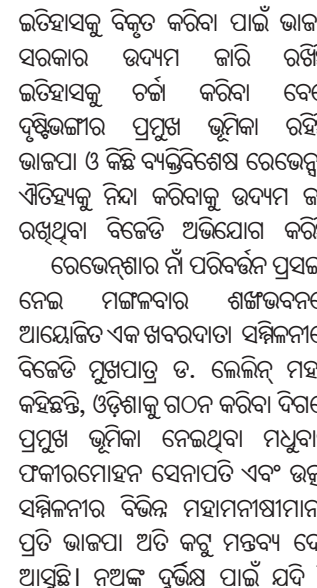 ଇତିହାସକୁ ବିକୃତ କରିବା ପାଇଁ ଭାଜ
ସରକାର ଉଦ୍ୟମ ଜାରି ରଖି
ଇତିହାସକୁ ଚର୍ଚ୍ଚା କରିବା ବେ
ଦୃଷ୍ଟିଭଙ୍ଗୀର ପ୍ରମୁଖ ଭୂମିକା ରହି
ଭାଜପା ଓ କିଛି ବ୍ୟକ୍ତିବିଶେଷ ରେଭେନ୍ସ
ଐତିହ୍ୟକୁ ନିନ୍ଦା କରିବାକୁ ଉଦ୍ୟମ ଜ
ରଖିଥିବା ବିଜେଡି ଅଭିଯୋଗ କରି
ରେଭେନ୍‌ଶାର ନାଁ ପରିବର୍ତ୍ତନ ପ୍ରସଙ୍ଗ
ନେଇ ମଙ୍ଗଳବାର ଶଙ୍ଖଭବନ
ଆୟୋଜିତ ଏକ ଖବରଦାତା ସମ୍ମିଳନୀ
ବିଜେଡି ମୁଖପାତ୍ର ଡ. ଲେଲିନ୍ ମହା
କହିଛନ୍ତି, ଓଡ଼ିଶାକୁ ଗଠନ କରିବା ଦିଗ
ପ୍ରମୁଖ ଭୂମିକା ନେଇଥିବା ମଧୁବା
ଫକୀରମୋହନ ସେନାପତି ଏବଂ ଉତ୍କ
ସମ୍ମିଳନୀର ବିଭିନ୍ନ ମହାମନୀଷୀମାନ
ପ୍ରତି ଭାଜପା ଅତି କଟୁ ମନ୍ତବ୍ୟ ଦେ
ଆସୁଛି। ନଅଙ୍କ ଦୁର୍ଭିକ୍ଷ ପାଇଁ ଯଦି